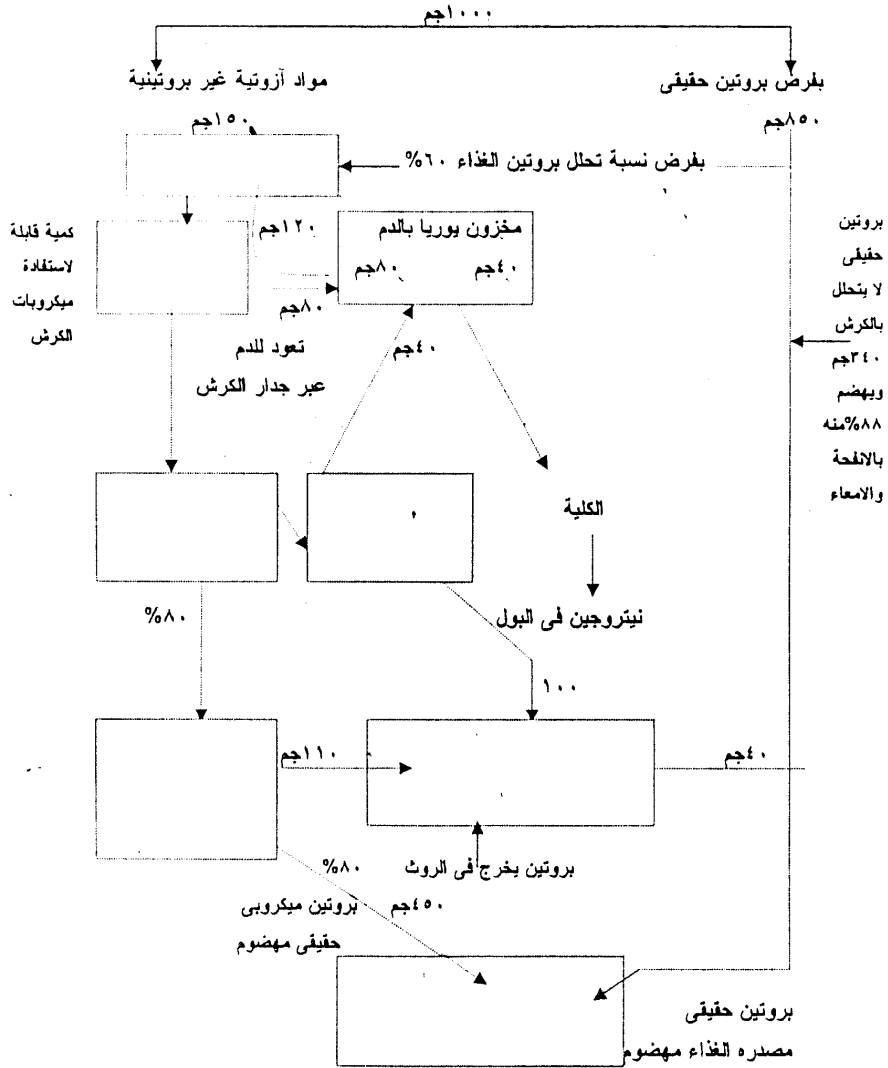 ١٠٠٠جم
بفرض بروتين حقيقى
٨٥٠جم
مواد آزوتية غير بروتينية
١٥٠جم
بفرض نسبة تحلل بروتين الغذاء ٦٠%
كمية قابلة
لاستفادة
ميكروبات
الكرش
١٢٠جم
مخزون يوريا بالدم
٤٠جم
٨٠جم
٨٠جم
تعود للدم
عبر جدار الكرش
٤٠جم
بروتين
حقيقى
لا يتحلل
بالكرش
٣٤٠جم
ويهضم
٨٨%منه
بالانفحة
والامعاء
الكلية
نيتروجين فى البول
٨٠%
١٠٠
١١٠جم
٤٠جم
بروتين يخرج فى الروث
٨٠%
٤٥٠جم
بروتين ميكروبى
حقيقى مهضوم
بروتين حقيقى
مصدره الغذاء مهضوم